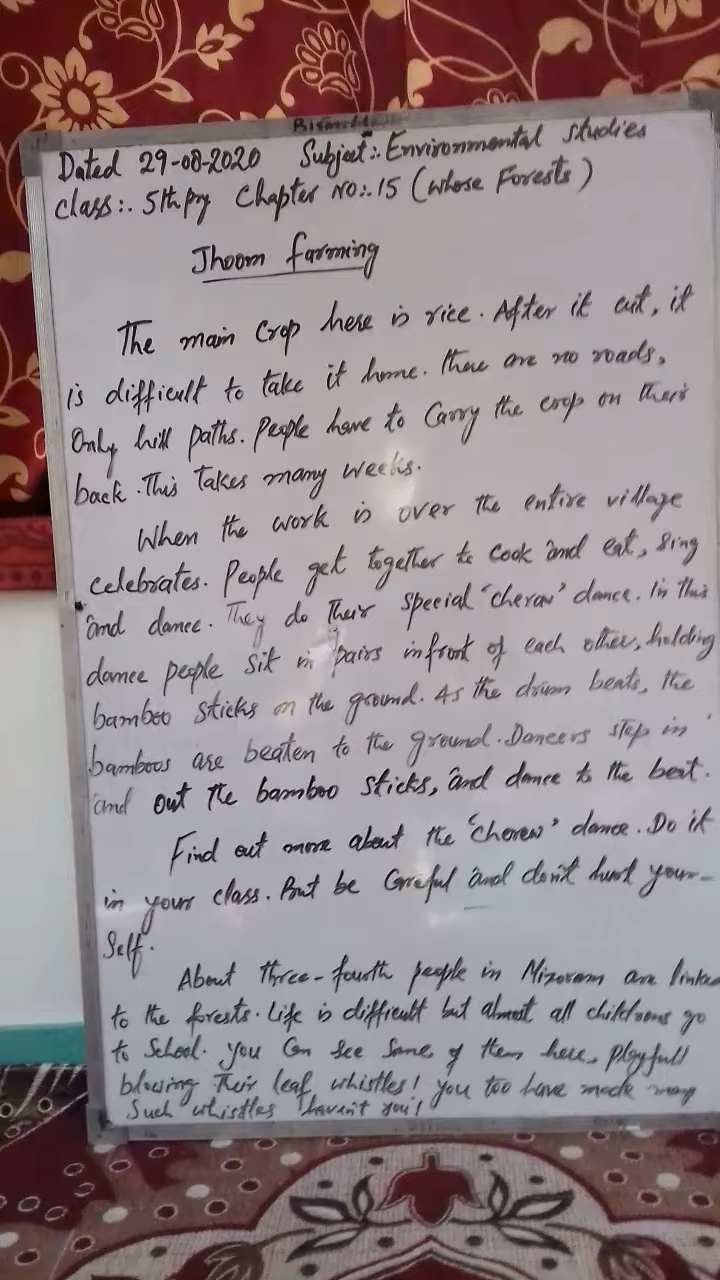 Dated 29-08-2020 Subject:. Environmental Studies
Class:. 5th pry Chapter No:. 15 (whose Forests)
Jhoom farming
The main crop here is rice. After it cut, it
is difficult to take it home. there are no roads,
Only hill paths. People have to Carry the crop on their
back. This takes many weeks.
When the work is over the entire village
celebrates. People get together to cook and eat, sing
and dance. They do their special 'cheraw' dance. In this
dance people sit in pairs infront of each other, holding
bamboo sticks on the ground. As the drum beats, the
bamboos are beaten to the ground. Dancers step in
and out the bamboo sticks, and dance to the beat.
Find out more about the 'cheraw' dance. Do it
in your class. But be Careful and don't hurt your-
Self.
About three-fourth people in Mizoram are linked
to the forests. Life is difficult but almost all childrens go
to School. you Can See Some of them here, playfull
blowing their leaf whistles! you too have made many
Such whistles haven't you!